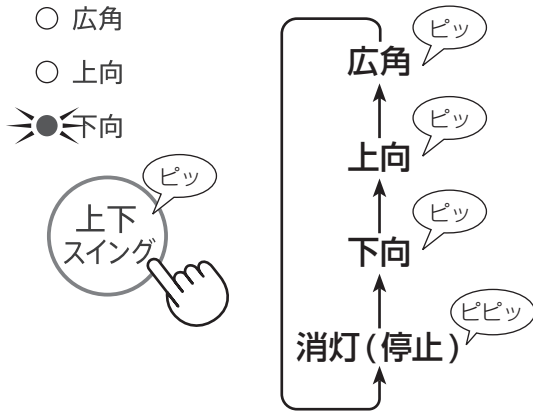 ○ 広角
○ 上向
● 下向
ピッ
上下
スイング
ピッ
広角
ピッ
上向
ピッ
下向
ピピッ
消灯(停止)